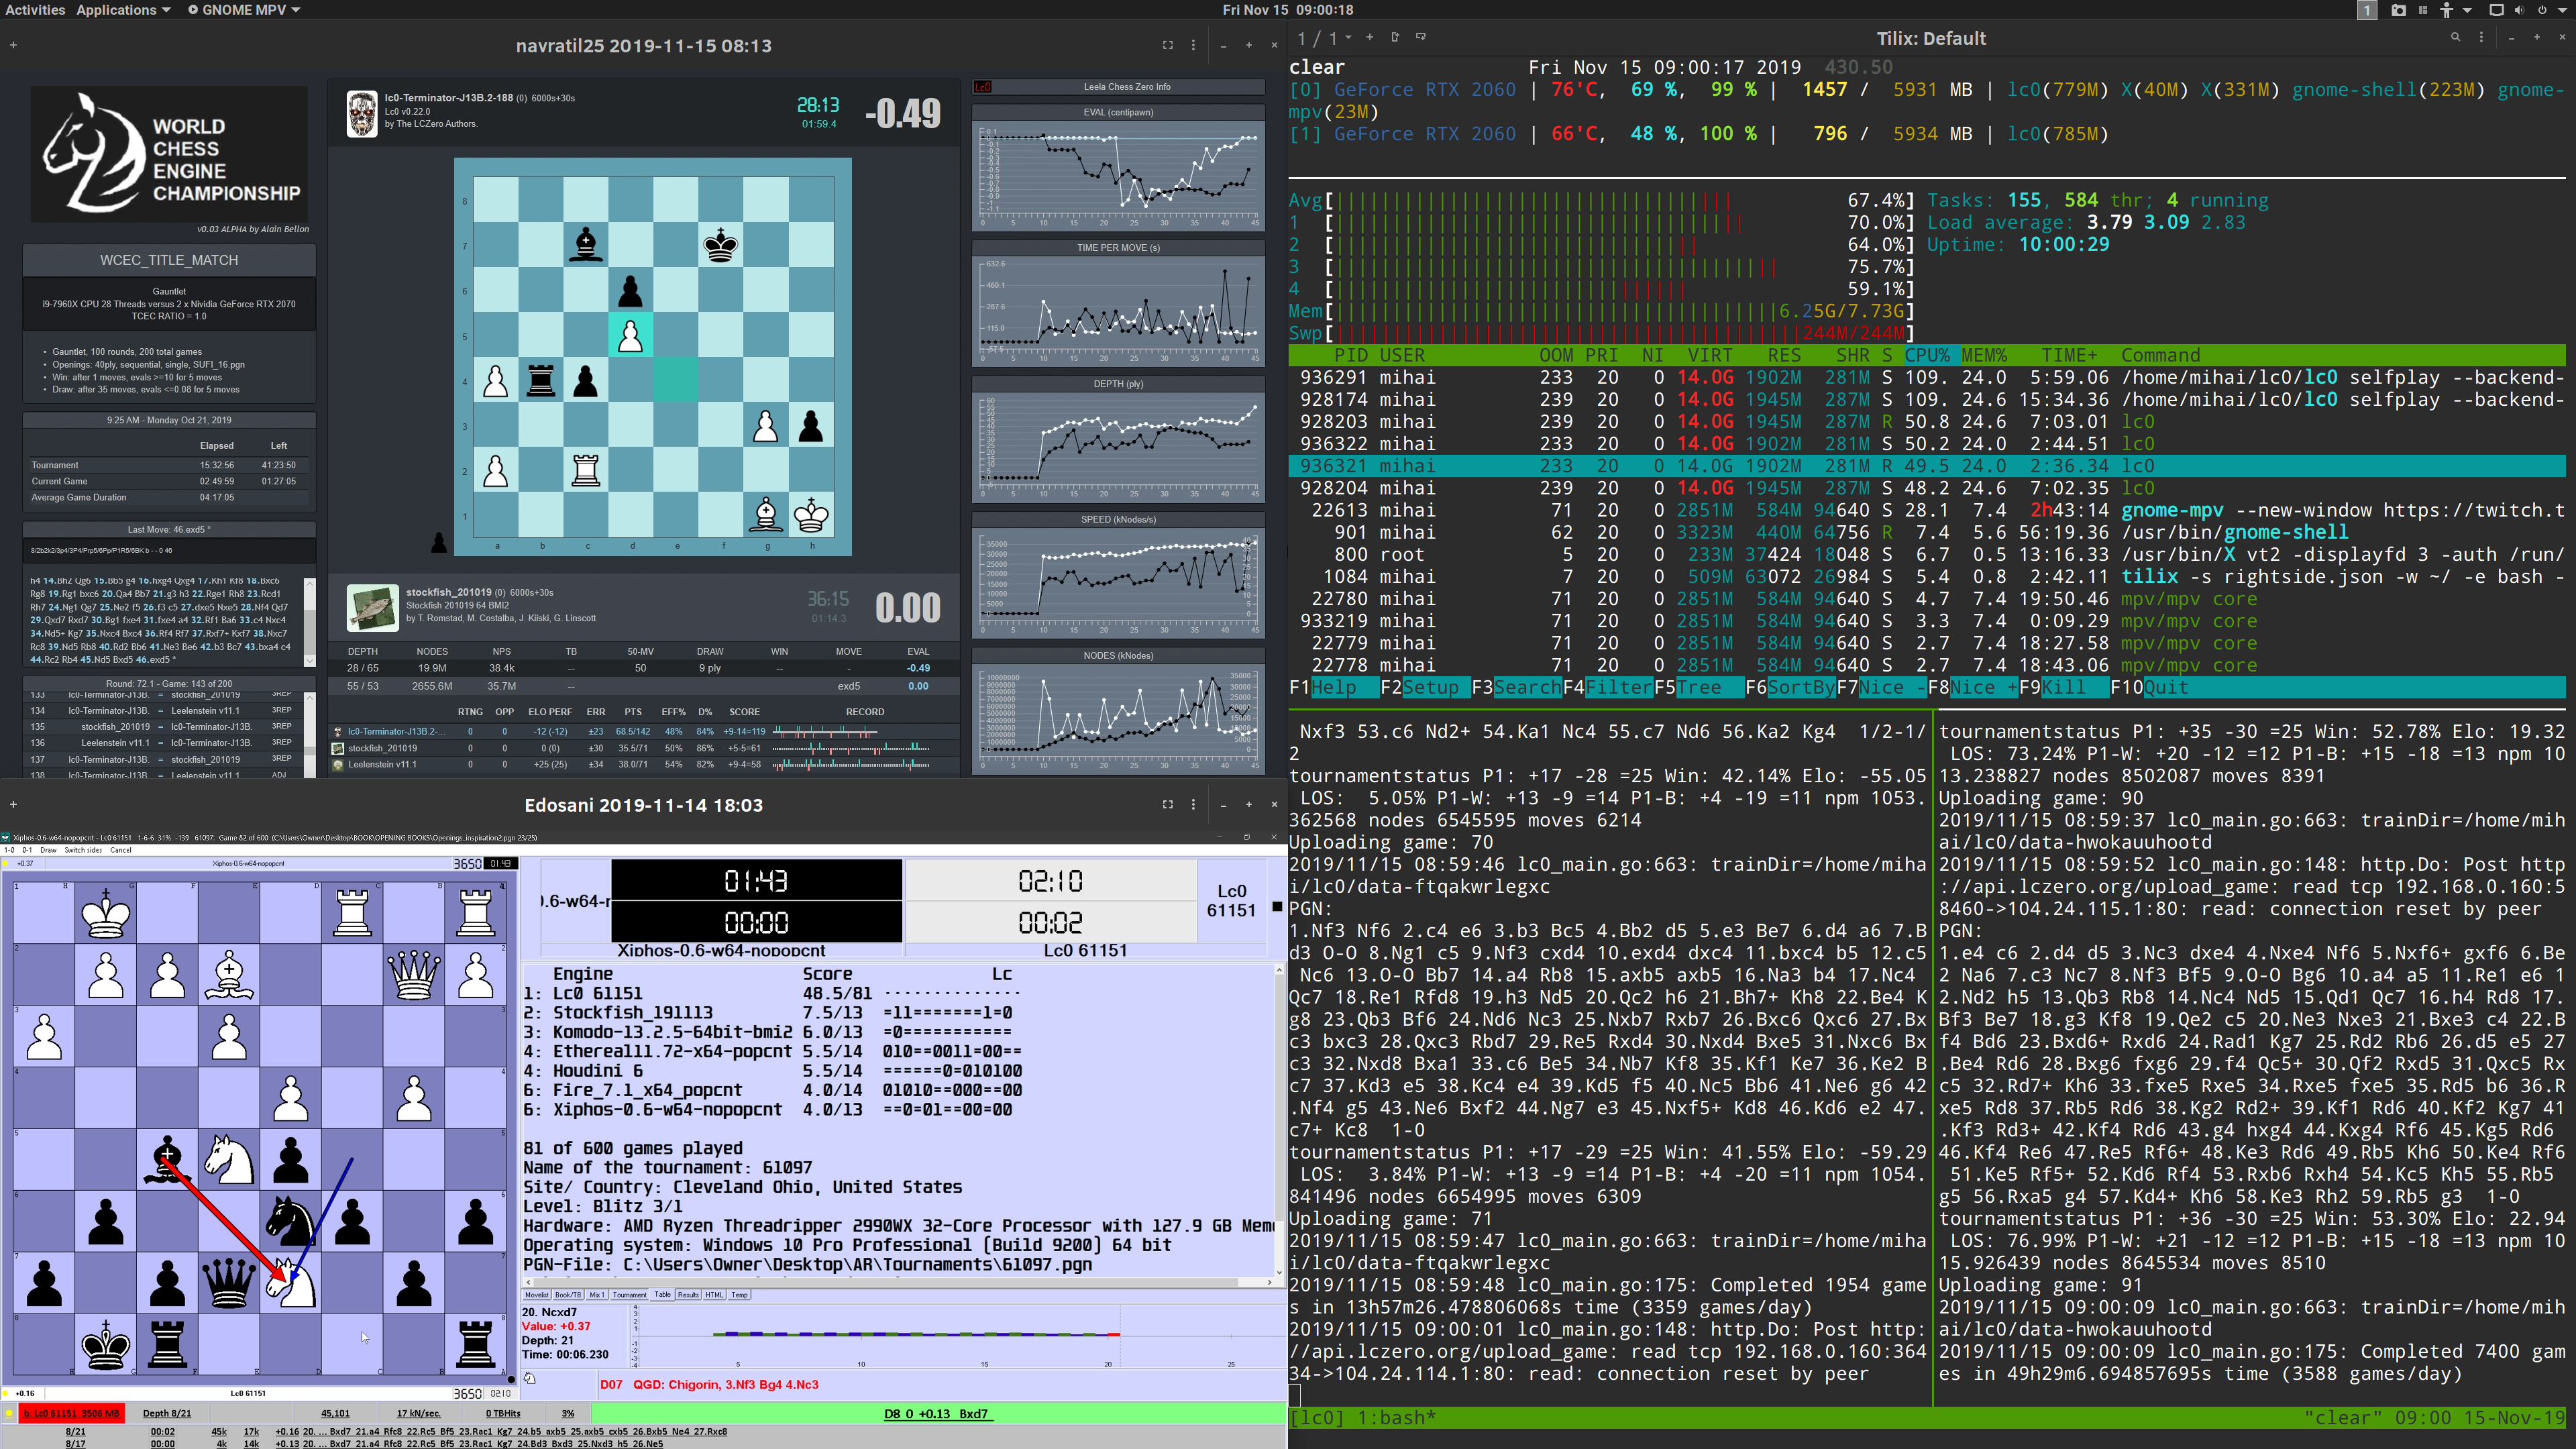 Activities Applications GNOME MPV Fri Nov 15 09:00:18 1
navratil25 2019-11-15 08:13
WORLD
CHESS
ENGINE
CHAMPIONSHIP
v0.03 ALPHA by Alain Bellon
WCEC_TITLE_MATCH
Gauntlet
i9-7960X CPU 28 Threads versus 2 x Nvidia GeForce RTX 2070
TCEC RATIO = 1.0
• Gauntlet, 100 rounds, 200 total games
• Openings: 40ply, sequential, single, SUFI_16.pgn
• Win: after 1 moves, evals >=10 for 5 moves
• Draw: after 35 moves, evals <=0.08 for 5 moves
9:25 AM - Monday Oct 21, 2019
Elapsed Left
Tournament 15:32:56 41:23:50
Current Game 02:49:59 01:27:05
Average Game Duration 04:17:05
Last Move: 46.exd5 *
8/2b2k2/3p4/3P4/Prp5/6Pp/P1R5/6BK b - - 0 46
h4 14.Bh2 Qg6 15.Bb5 g4 16.hxg4 Qxg4 17.Kh1 Kf8 18.Bxc6
Rg8 19.Rg1 bxc6 20.Qa4 Bb7 21.g3 h3 22.Rge1 Rh8 23.Rcd1
Rh7 24.Ng1 Qg7 25.Ne2 f5 26.f3 c5 27.dxe5 Nxe5 28.Nf4 Qd7
29.Qxd7 Rxd7 30.Bg1 fxe4 31.fxe4 a4 32.Rf1 Ba6 33.c4 Nxc4
34.Nd5+ Kg7 35.Nxc4 Bxc4 36.Rf4 Rf7 37.Rxf7+ Kxf7 38.Nxc7
Rc8 39.Nd5 Rb8 40.Rd2 Bb6 41.Ne3 Be6 42.b3 Bc7 43.bxa4 c4
44.Rc2 Rb4 45.Nd5 Bxd5 46.exd5 *
Round: 72.1 - Game: 143 of 200
133 lc0-Terminator-J13B. = stockfish_201019 3REP
134 lc0-Terminator-J13B. = Leelenstein v11.1 3REP
135 stockfish_201019 = lc0-Terminator-J13B. 3REP
136 Leelenstein v11.1 = lc0-Terminator-J13B. 3REP
137 lc0-Terminator-J13B. = stockfish_201019 3REP
138 lc0-Terminator-J13B. = Leelenstein v11.1 ADJ
lc0-Terminator-J13B.2-188 (0) 6000s+30s
Lc0 v0.22.0
by The LCZero Authors.
28:13
01:59.4
-0.49
8
7
6
5
4
3
2
1
a b c d e f g h
stockfish_201019 (0) 6000s+30s
Stockfish 201019 64 BMI2
by T. Romstad, M. Costalba, J. Kiiski, G. Linscott
36:15
01:14.3
0.00
DEPTH NODES NPS TB 50-MV DRAW WIN MOVE EVAL
28 / 65 19.9M 38.4k -- 50 9 ply -- - -0.49
55 / 53 2655.6M 35.7M -- exd5 0.00
RTNG OPP ELO PERF ERR PTS EFF% D% SCORE RECORD
lc0-Terminator-J13B.2-... 0 0 -12 (-12) ±23 68.5/142 48% 84% +9-14=119
stockfish_201019 0 0 0 (0) ±30 35.5/71 50% 86% +5-5=61
Leelenstein v11.1 0 0 +25 (25) ±34 38.0/71 54% 82% +9-4=58
Lc0 Leela Chess Zero Info
EVAL (centipawn)
TIME PER MOVE (s)
DEPTH (ply)
SPEED (kNodes/s)
NODES (kNodes)
Edosani 2019-11-14 18:03
Xiphos-0.6-w64-nopopcnt - Lc0 61151 1-6-6 31% -139 61097: Game 82 of 600 (C:\Users\Owner\Desktop\BOOK\OPENING BOOKS\Openings_inspiration2.pgn 23/25)
1-0 0-1 Draw Switch sides Cancel
+0.37 Xiphos-0.6-w64-nopopcnt 3650 01:43
01:43 02:10
00:00 00:02
Lc0
61151
Xiphos-0.6-w64-nopopcnt Lc0 61151
Engine Score Lc
1: Lc0 61151 48.5/81 - - - - - - - - - - - - - -
2: Stockfish_191113 7.5/13 =11=======1=0
3: Komodo-13.2.5-64bit-bmi2 6.0/13 =0===========
4: Ethereal11.72-x64-popcnt 5.5/14 010==0011=00==
4: Houdini 6 5.5/14 ======0=010100
6: Fire_7.1_x64_popcnt 4.0/14 01010==000==00
6: Xiphos-0.6-w64-nopopcnt 4.0/13 ==0=01==00=00
81 of 600 games played
Name of the tournament: 61097
Site/ Country: Cleveland Ohio, United States
Level: Blitz 3/1
Hardware: AMD Ryzen Threadripper 2990WX 32-Core Processor with 127.9 GB Mem
Operating system: Windows 10 Pro Professional (Build 9200) 64 bit
PGN-File: C:\Users\Owner\Desktop\AR\Tournaments\61097.pgn
Movelist Book/TB Mix 1 Tournament Table Results HTML Temp
20. Ncxd7
Value: +0.37
Depth: 21
Time: 00:06.230
5 10 15 20 25
D07 QGD: Chigorin, 3.Nf3 Bg4 4.Nc3
+0.16 Lc0 61151 3650 02:10
b: Lc0 61151 3506 MB Depth 8/21 45,101 17 kN/sec. 0 TBHits 3% D8 0 +0.13 Bxd7
8/21 00:02 45k 17k +0.16 20. ... Bxd7 21.a4 Rfc8 22.Rc5 Bf5 23.Rac1 Kg7 24.b5 axb5 25.axb5 cxb5 26.Bxb5 Ne4 27.Rxc8
8/17 00:00 4k 14k +0.13 20. ... Bxd7 21.a4 Rfc8 22.Rc5 Bf5 23.Rac1 Kg7 24.Bd3 Bxd3 25.Nxd3 h5 26.Ne5
1 / 1 Tilix: Default
clear Fri Nov 15 09:00:17 2019 430.50
[0] GeForce RTX 2060 | 76'C, 69 %, 99 % | 1457 / 5931 MB | lc0(779M) X(40M) X(331M) gnome-shell(223M) gnome-
mpv(23M)
[1] GeForce RTX 2060 | 66'C, 48 %, 100 % | 796 / 5934 MB | lc0(785M)
Avg[ 67.4%] Tasks: 155, 584 thr; 4 running
1 [ 70.0%] Load average: 3.79 3.09 2.83
2 [ 64.0%] Uptime: 10:00:29
3 [ 75.7%]
4 [ 59.1%]
Mem[ 6.25G/7.73G]
Swp[ 244M/244M]
PID USER OOM PRI NI VIRT RES SHR S CPU% MEM% TIME+ Command
936291 mihai 233 20 0 14.0G 1902M 281M S 109. 24.0 5:59.06 /home/mihai/lc0/lc0 selfplay --backend-
928174 mihai 239 20 0 14.0G 1945M 287M S 109. 24.6 15:34.36 /home/mihai/lc0/lc0 selfplay --backend-
928203 mihai 239 20 0 14.0G 1945M 287M R 50.8 24.6 7:03.01 lc0
936322 mihai 233 20 0 14.0G 1902M 281M S 50.2 24.0 2:44.51 lc0
936321 mihai 233 20 0 14.0G 1902M 281M R 49.5 24.0 2:36.34 lc0
928204 mihai 239 20 0 14.0G 1945M 287M S 48.2 24.6 7:02.35 lc0
22613 mihai 71 20 0 2851M 584M 94640 S 28.1 7.4 2h43:14 gnome-mpv --new-window https://twitch.t
901 mihai 62 20 0 3323M 440M 64756 R 7.4 5.6 56:19.36 /usr/bin/gnome-shell
800 root 5 20 0 233M 37424 18048 S 6.7 0.5 13:16.33 /usr/bin/X vt2 -displayfd 3 -auth /run/
1084 mihai 7 20 0 509M 63072 26984 S 5.4 0.8 2:42.11 tilix -s rightside.json -w ~/ -e bash -
22780 mihai 71 20 0 2851M 584M 94640 S 4.7 7.4 19:50.46 mpv/mpv core
933219 mihai 71 20 0 2851M 584M 94640 S 3.3 7.4 0:09.29 mpv/mpv core
22779 mihai 71 20 0 2851M 584M 94640 S 2.7 7.4 18:27.58 mpv/mpv core
22778 mihai 71 20 0 2851M 584M 94640 S 2.7 7.4 18:43.06 mpv/mpv core
F1Help F2Setup F3SearchF4FilterF5Tree F6SortByF7Nice -F8Nice +F9Kill F10Quit
Nxf3 53.c6 Nd2+ 54.Ka1 Nc4 55.c7 Nd6 56.Ka2 Kg4 1/2-1/
2
tournamentstatus P1: +17 -28 =25 Win: 42.14% Elo: -55.05
LOS: 5.05% P1-W: +13 -9 =14 P1-B: +4 -19 =11 npm 1053.
362568 nodes 6545595 moves 6214
Uploading game: 70
2019/11/15 08:59:46 lc0_main.go:663: trainDir=/home/miha
i/lc0/data-ftqakwrlegxc
PGN:
1.Nf3 Nf6 2.c4 e6 3.b3 Bc5 4.Bb2 d5 5.e3 Be7 6.d4 a6 7.B
d3 O-O 8.Ng1 c5 9.Nf3 cxd4 10.exd4 dxc4 11.bxc4 b5 12.c5
Nc6 13.O-O Bb7 14.a4 Rb8 15.axb5 axb5 16.Na3 b4 17.Nc4
Qc7 18.Re1 Rfd8 19.h3 Nd5 20.Qc2 h6 21.Bh7+ Kh8 22.Be4 K
g8 23.Qb3 Bf6 24.Nd6 Nc3 25.Nxb7 Rxb7 26.Bxc6 Qxc6 27.Bx
c3 bxc3 28.Qxc3 Rbd7 29.Re5 Rxd4 30.Nxd4 Bxe5 31.Nxc6 Bx
c3 32.Nxd8 Bxa1 33.c6 Be5 34.Nb7 Kf8 35.Kf1 Ke7 36.Ke2 B
c7 37.Kd3 e5 38.Kc4 e4 39.Kd5 f5 40.Nc5 Bb6 41.Ne6 g6 42
.Nf4 g5 43.Ne6 Bxf2 44.Ng7 e3 45.Nxf5+ Kd8 46.Kd6 e2 47.
c7+ Kc8 1-0
tournamentstatus P1: +17 -29 =25 Win: 41.55% Elo: -59.29
LOS: 3.84% P1-W: +13 -9 =14 P1-B: +4 -20 =11 npm 1054.
841496 nodes 6654995 moves 6309
Uploading game: 71
2019/11/15 08:59:47 lc0_main.go:663: trainDir=/home/miha
i/lc0/data-ftqakwrlegxc
2019/11/15 08:59:48 lc0_main.go:175: Completed 1954 game
s in 13h57m26.478806068s time (3359 games/day)
2019/11/15 09:00:01 lc0_main.go:148: http.Do: Post http:
//api.lczero.org/upload_game: read tcp 192.168.0.160:364
34->104.24.114.1:80: read: connection reset by peer
tournamentstatus P1: +35 -30 =25 Win: 52.78% Elo: 19.32
LOS: 73.24% P1-W: +20 -12 =12 P1-B: +15 -18 =13 npm 10
13.238827 nodes 8502087 moves 8391
Uploading game: 90
2019/11/15 08:59:37 lc0_main.go:663: trainDir=/home/mih
ai/lc0/data-hwokauuhootd
2019/11/15 08:59:52 lc0_main.go:148: http.Do: Post http
://api.lczero.org/upload_game: read tcp 192.168.0.160:5
8460->104.24.115.1:80: read: connection reset by peer
PGN:
1.e4 c6 2.d4 d5 3.Nc3 dxe4 4.Nxe4 Nf6 5.Nxf6+ gxf6 6.Be
2 Na6 7.c3 Nc7 8.Nf3 Bf5 9.O-O Bg6 10.a4 a5 11.Re1 e6 1
2.Nd2 h5 13.Qb3 Rb8 14.Nc4 Nd5 15.Qd1 Qc7 16.h4 Rd8 17.
Bf3 Be7 18.g3 Kf8 19.Qe2 c5 20.Ne3 Nxe3 21.Bxe3 c4 22.B
f4 Bd6 23.Bxd6+ Rxd6 24.Rad1 Kg7 25.Rd2 Rb6 26.d5 e5 27
.Be4 Rd6 28.Bxg6 fxg6 29.f4 Qc5+ 30.Qf2 Rxd5 31.Qxc5 Rx
c5 32.Rd7+ Kh6 33.fxe5 Rxe5 34.Rxe5 fxe5 35.Rd5 b6 36.R
xe5 Rd8 37.Rb5 Rd6 38.Kg2 Rd2+ 39.Kf1 Rd6 40.Kf2 Kg7 41
.Kf3 Rd3+ 42.Kf4 Rd6 43.g4 hxg4 44.Kxg4 Rf6 45.Kg5 Rd6
46.Kf4 Re6 47.Re5 Rf6+ 48.Ke3 Rd6 49.Rb5 Kh6 50.Ke4 Rf6
51.Ke5 Rf5+ 52.Kd6 Rf4 53.Rxb6 Rxh4 54.Kc5 Kh5 55.Rb5
g5 56.Rxa5 g4 57.Kd4+ Kh6 58.Ke3 Rh2 59.Rb5 g3 1-0
tournamentstatus P1: +36 -30 =25 Win: 53.30% Elo: 22.94
LOS: 76.99% P1-W: +21 -12 =12 P1-B: +15 -18 =13 npm 10
15.926439 nodes 8645534 moves 8510
Uploading game: 91
2019/11/15 09:00:09 lc0_main.go:663: trainDir=/home/mih
ai/lc0/data-hwokauuhootd
2019/11/15 09:00:09 lc0_main.go:175: Completed 7400 gam
es in 49h29m6.694857695s time (3588 games/day)
[lc0] 1:bash* "clear" 09:00 15-Nov-19